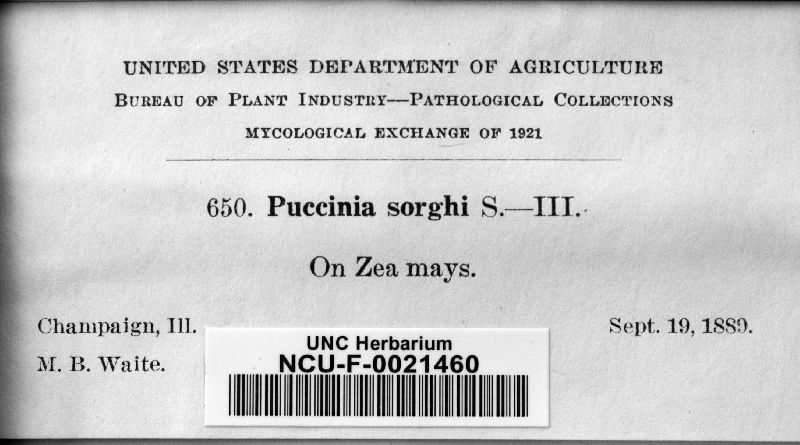 UNITED STATES DEPARTMENT OF AGRICULTURE
BUREAU OF PLANT INDUSTRY—PATHOLOGICAL COLLECTIONS
MYCOLOGICAL EXCHANGE OF 1921
650. Puccinia sorghi S.—III.
On Zea mays.
Champaign, Ill. Sept. 19, 1889.
M. B. Waite.
UNC Herbarium
NCU-F-0021460